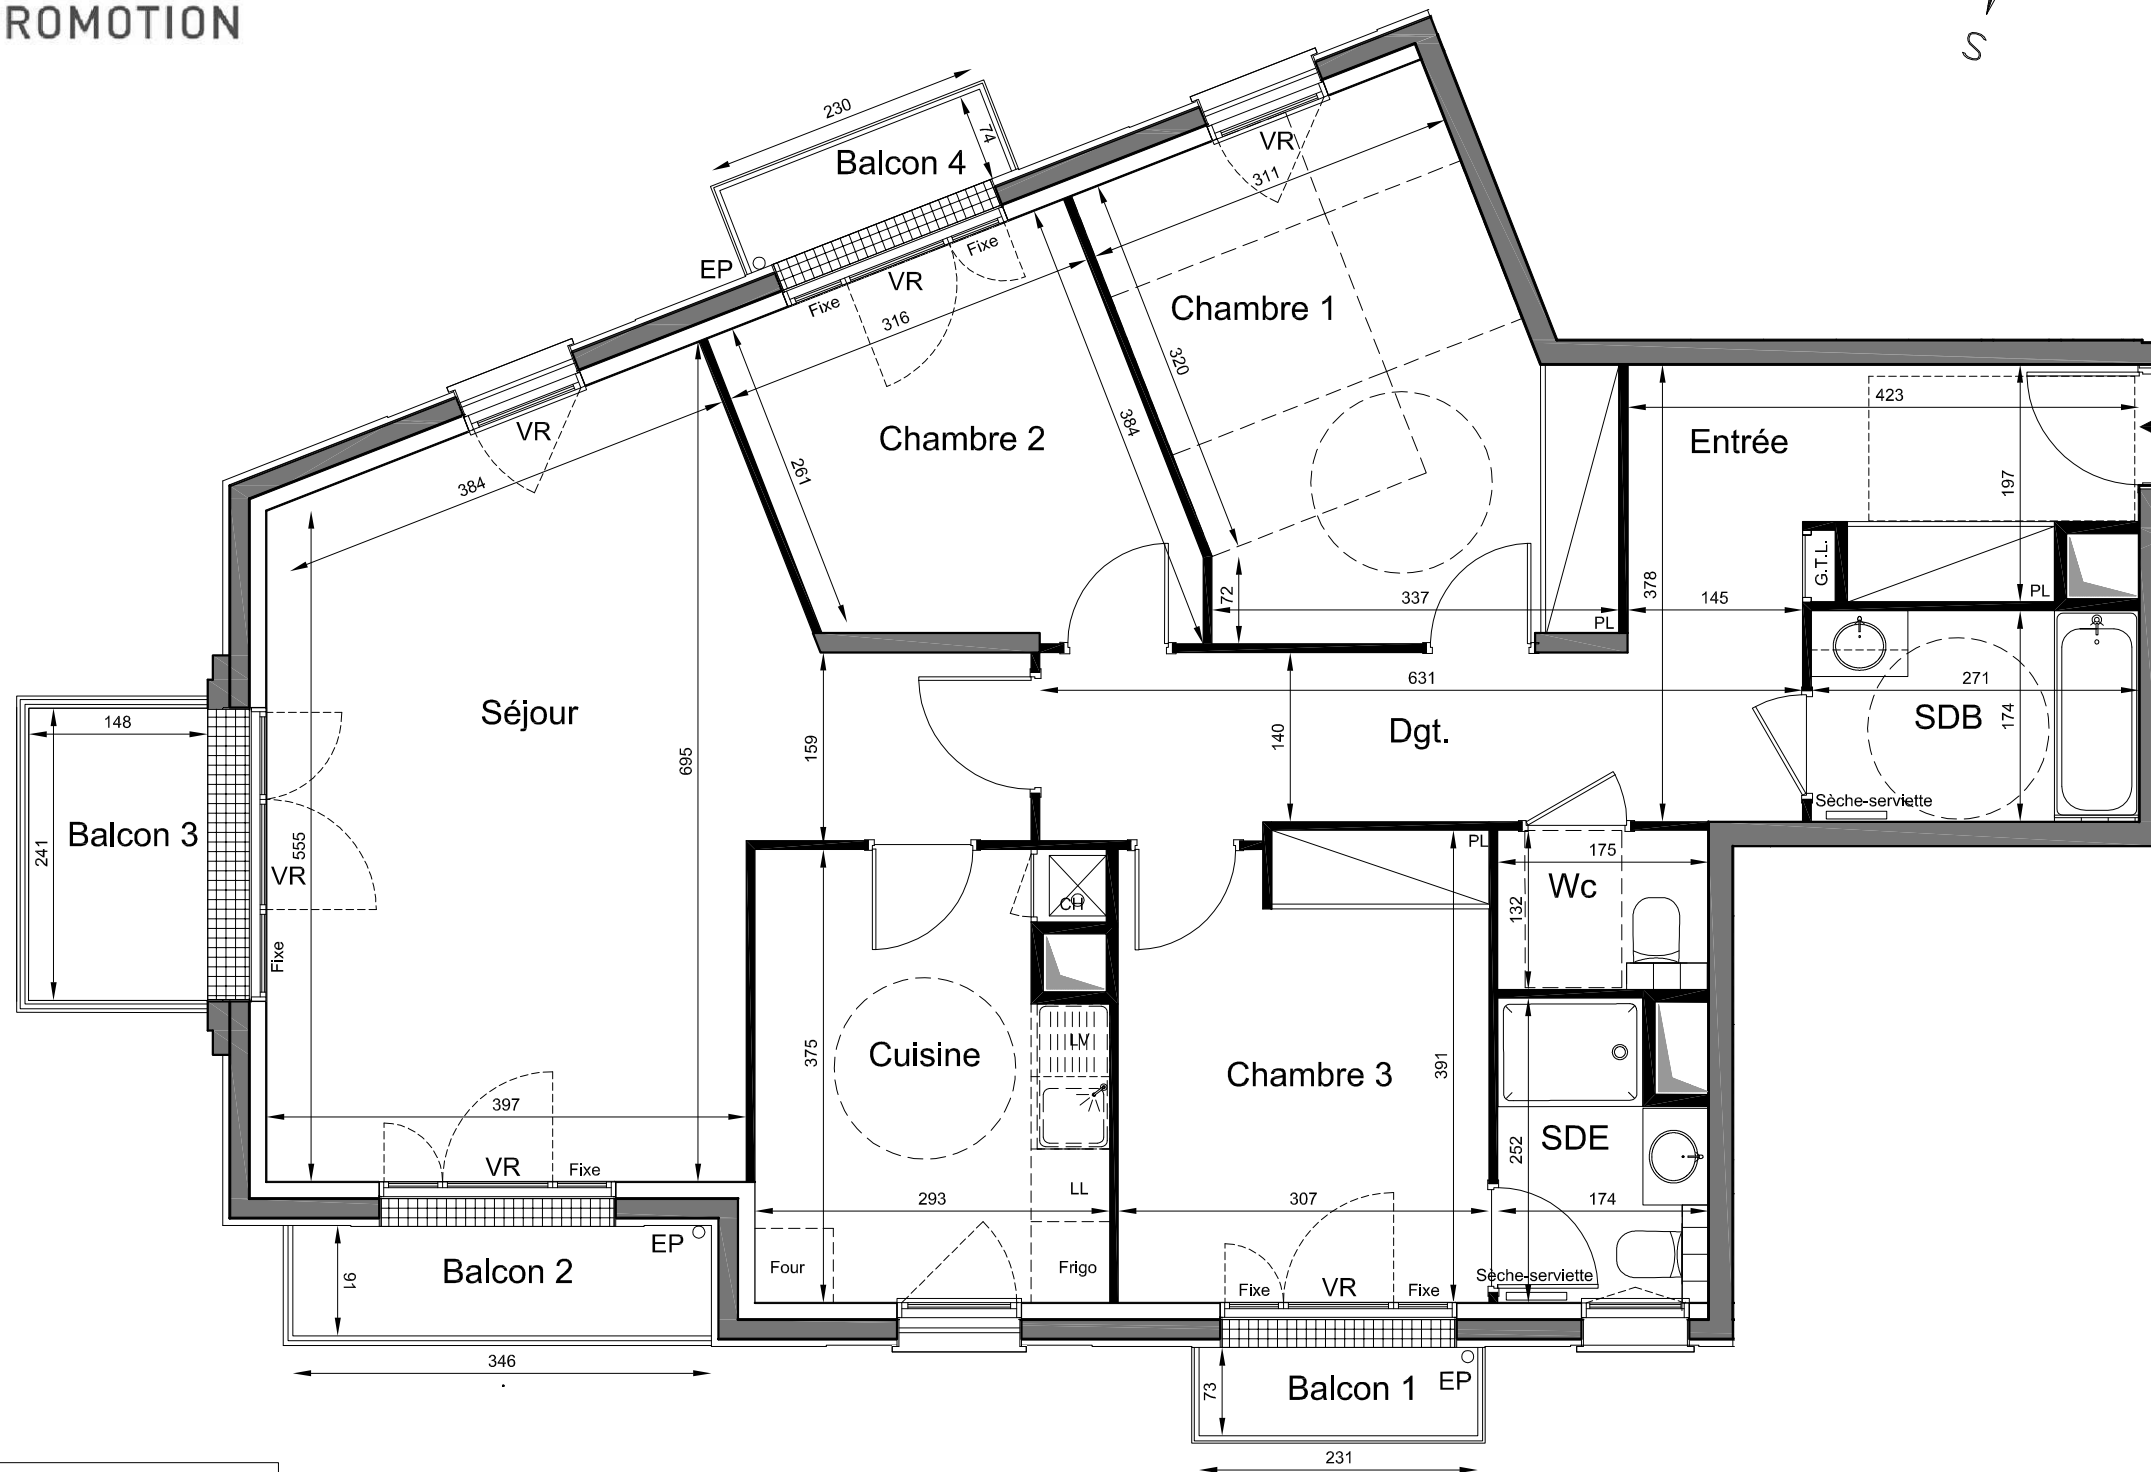 ROMOTION
S
230
74
Balcon 4
VR
311
EP
Fixe
VR
Fixe
316
Chambre 1
320
423
VR
384
Chambre 2
384
261
Entrée
197
G.T.L.
PL
72
337
PL
378
145
Séjour
148
241
Balcon 3
VR
555
Fixe
695
159
631
140
Dgt.
271
SDB
174
Sèche-serviette
PL
175
Wc
132
CH
375
Cuisine
LV
Chambre 3
391
397
VR
Fixe
SDE
252
LL
293
307
174
Four
Frigo
Sèche-serviette
Fixe
VR
Fixe
EP
91
Balcon 2
346
73
Balcon 1
EP
231